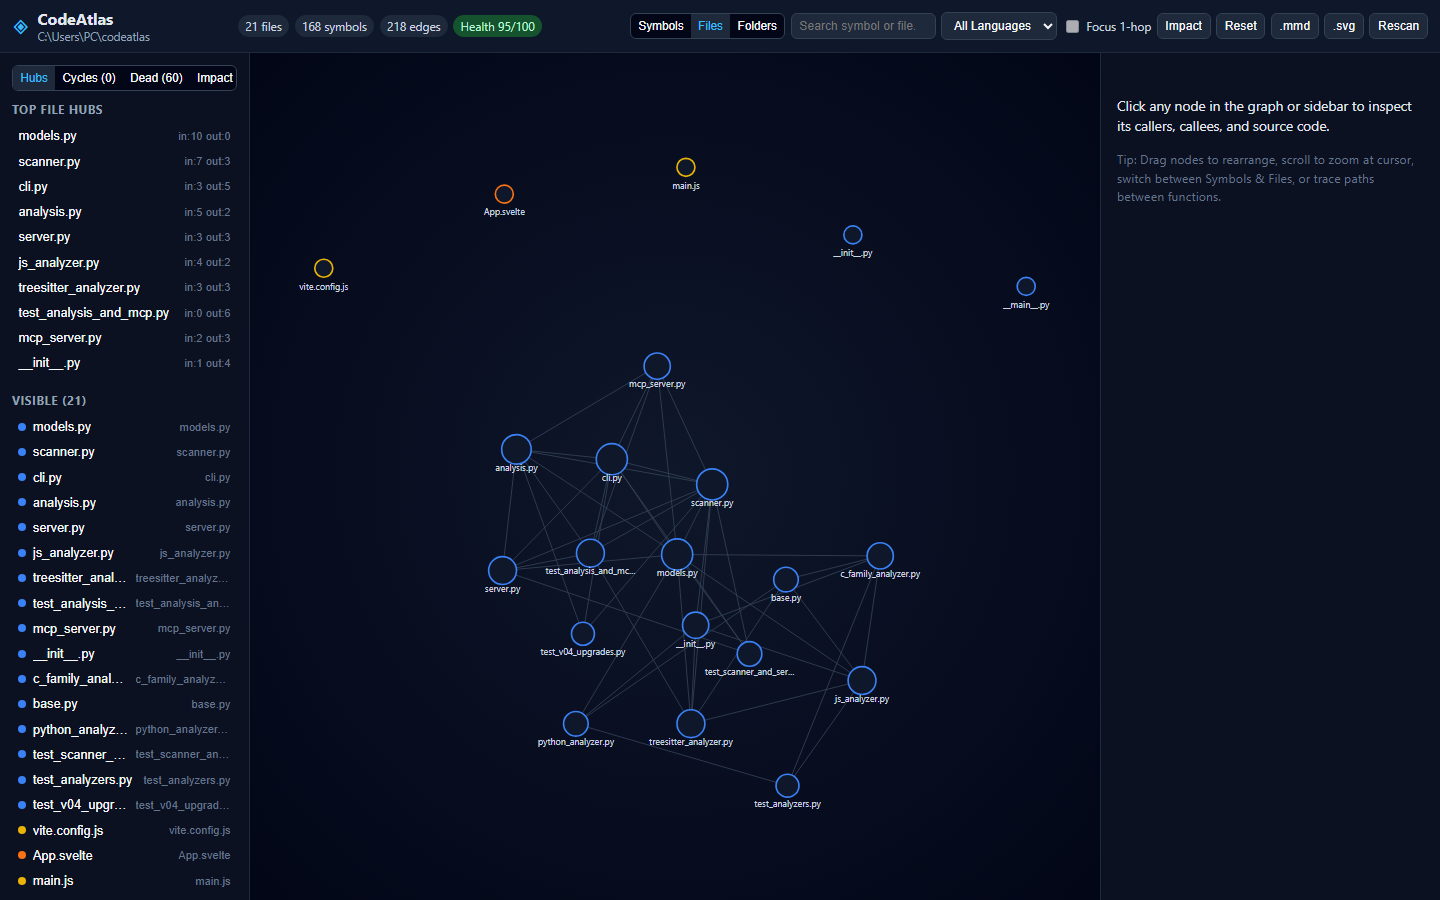 CodeAtlas
C:\Users\PC\codeatlas
21 files
168 symbols
218 edges
Health 95/100
Symbols
Files
Folders
Search symbol or file.
All Languages
Focus 1-hop
Impact
Reset
.mmd
.svg
Rescan
Hubs
Cycles (0)
Dead (60)
Impact
TOP FILE HUBS
models.py in:10 out:0
scanner.py in:7 out:3
cli.py in:3 out:5
analysis.py in:5 out:2
server.py in:3 out:3
js_analyzer.py in:4 out:2
treesitter_analyzer.py in:3 out:3
test_analysis_and_mcp.py in:0 out:6
mcp_server.py in:2 out:3
__init__.py in:1 out:4
VISIBLE (21)
models.py models.py
scanner.py scanner.py
cli.py cli.py
analysis.py analysis.py
server.py server.py
js_analyzer.py js_analyzer.py
treesitter_anal... treesitter_analyz...
test_analysis_... test_analysis_an...
mcp_server.py mcp_server.py
__init__.py __init__.py
c_family_anal... c_family_analyz...
base.py base.py
python_analyz... python_analyzer...
test_scanner_... test_scanner_an...
test_analyzers.py test_analyzers.py
test_v04_upgr... test_v04_upgrad...
vite.config.js vite.config.js
App.svelte App.svelte
main.js main.js
main.js
App.svelte
__init__.py
vite.config.js
__main__.py
mcp_server.py
analysis.py
cli.py
scanner.py
test_analysis_and_mc...
models.py
c_family_analyzer.py
server.py
base.py
__init__.py
test_v04_upgrades.py
test_scanner_and_ser...
js_analyzer.py
python_analyzer.py
treesitter_analyzer.py
test_analyzers.py
Click any node in the graph or sidebar to inspect
its callers, callees, and source code.
Tip: Drag nodes to rearrange, scroll to zoom at cursor,
switch between Symbols & Files, or trace paths
between functions.